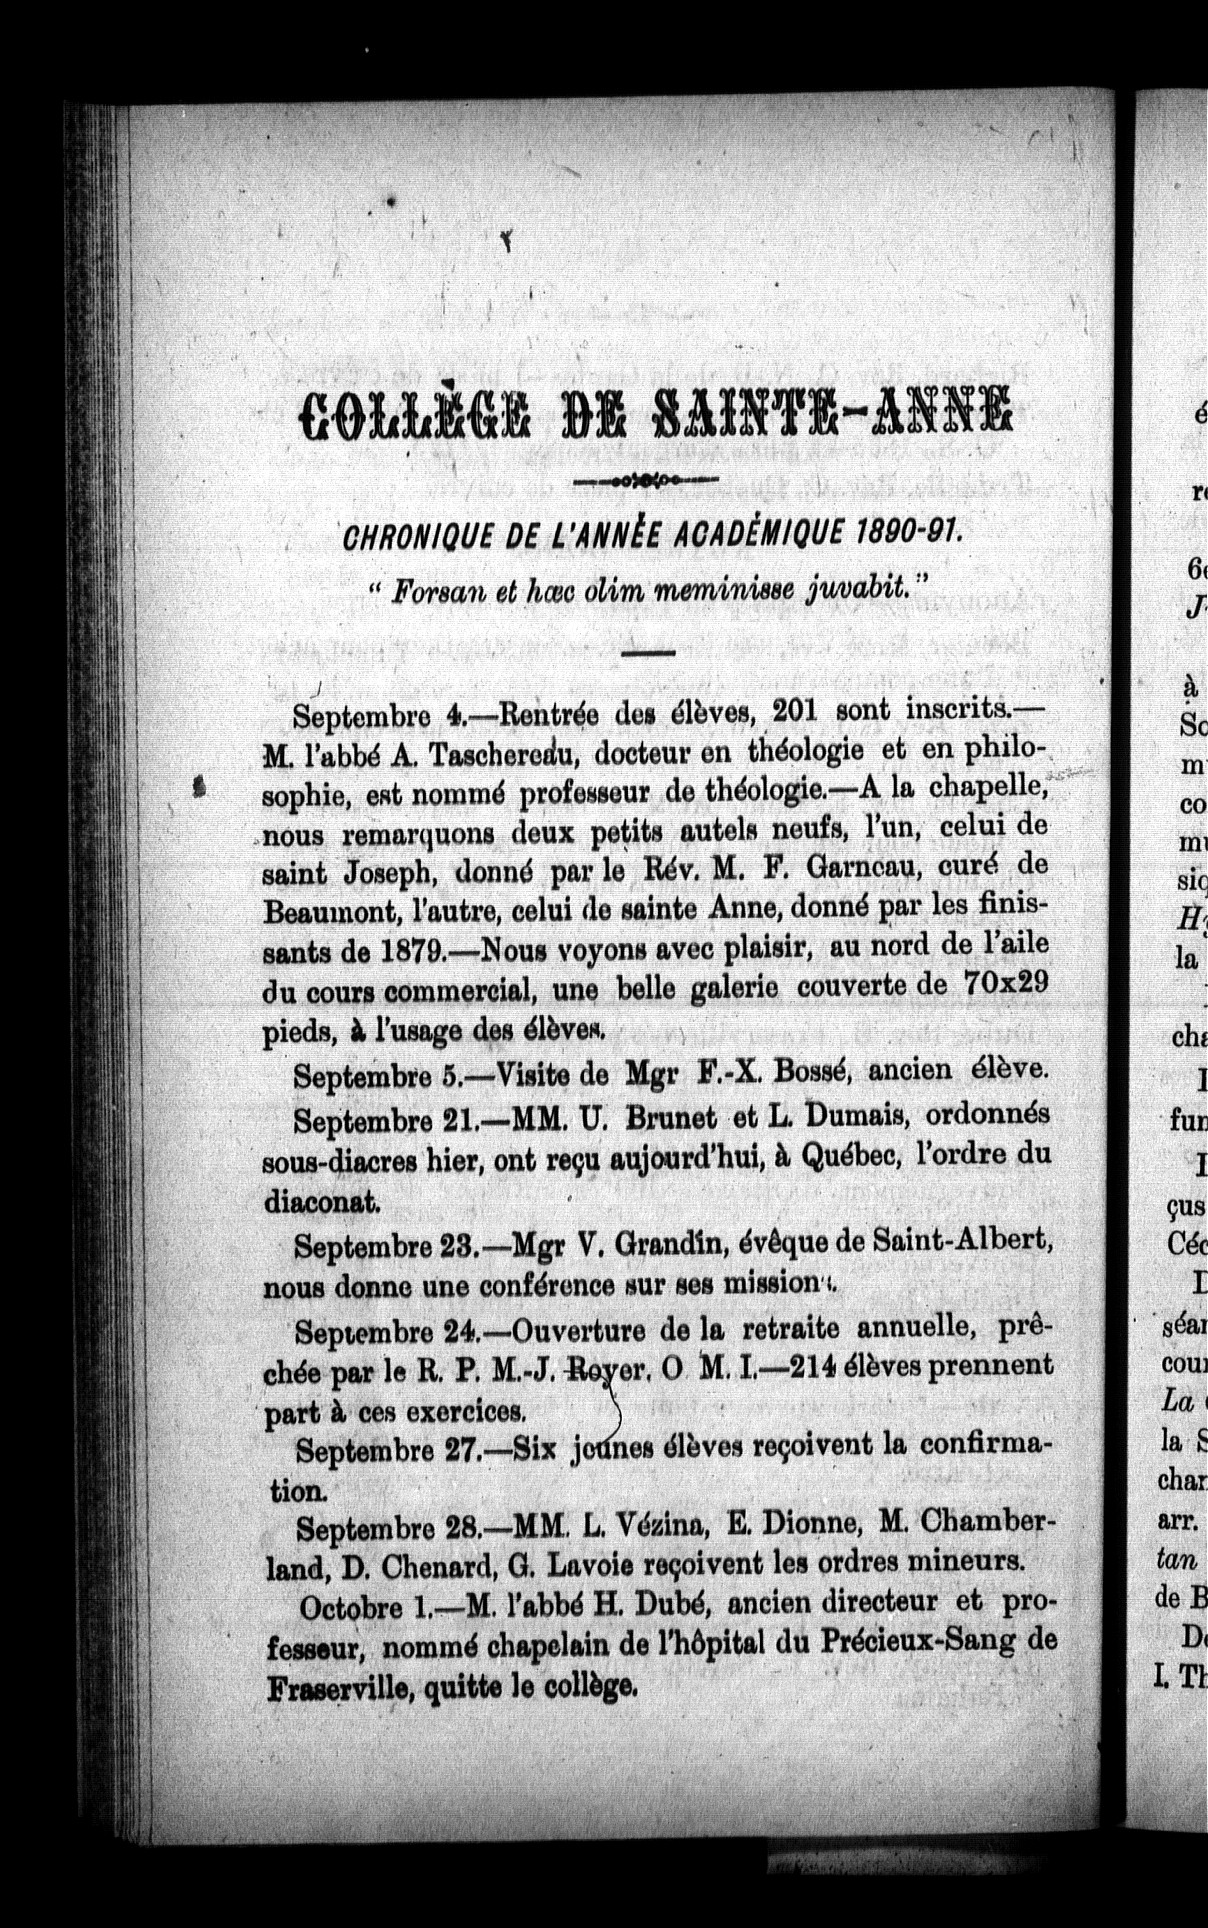 COLLÈGE DE SAINTE-ANNE
CHRONIQUE DE L'ANNÉE ACADÉMIQUE 1890-91.
“ Forsan et hæc olim meminisse juvabit.”
Septembre 4.—Rentrée des élèves, 201 sont inscrits.—
M. l'abbé A. Taschereau, docteur en théologie et en philo-
sophie, est nommé professeur de théologie.—A la chapelle,
nous remarquons deux petits autels neufs, l'un, celui de
saint Joseph, donné par le Rév. M. F. Garneau, curé de
Beaumont, l'autre, celui de sainte Anne, donné par les finis-
sants de 1879.—Nous voyons avec plaisir, au nord de l'aile
du cours commercial, une belle galerie couverte de 70x29
pieds, à l'usage des élèves.
Septembre 5.—Visite de Mgr F.-X. Bossé, ancien élève.
Septembre 21.—MM. U. Brunet et L. Dumais, ordonnés
sous-diacres hier, ont reçu aujourd'hui, à Québec, l'ordre du
diaconat.
Septembre 23.—Mgr V. Grandin, évêque de Saint-Albert,
nous donne une conférence sur ses missions.
Septembre 24.—Ouverture de la retraite annuelle, prê-
chée par le R. P. M.-J. Royer, O. M. I.—214 élèves prennent
part à ces exercices.
Septembre 27.—Six jeunes élèves reçoivent la confirma-
tion.
Septembre 28.—MM. L. Vézina, E. Dionne, M. Chamber-
land, D. Chenard, G. Lavoie reçoivent les ordres mineurs.
Octobre 1.—M. l'abbé H. Dubé, ancien directeur et pro-
fesseur, nommé chapelain de l'hôpital du Précieux-Sang de
Fraserville, quitte le collège.